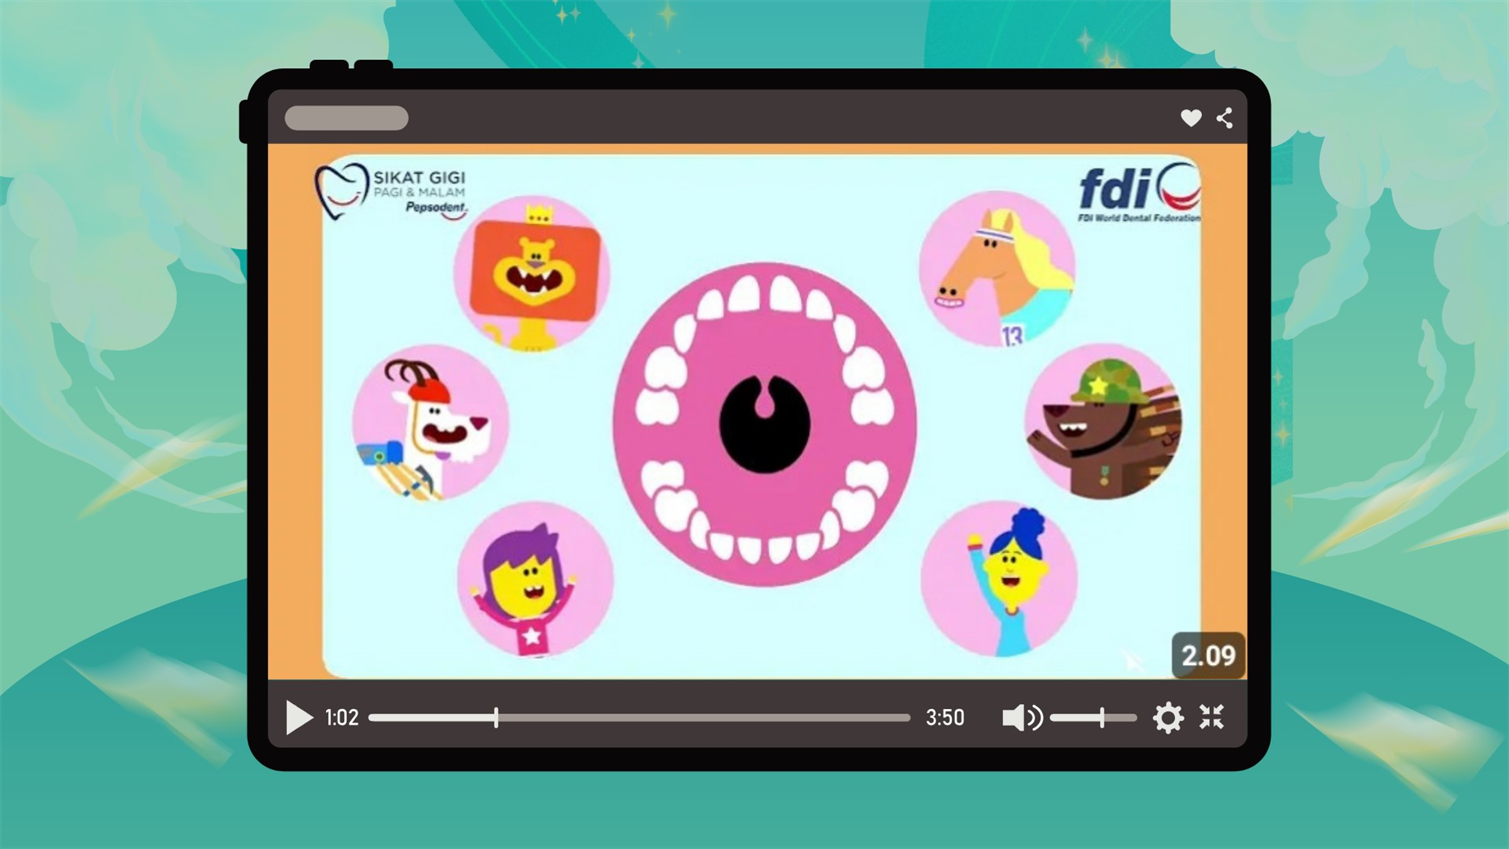 SIKAT GIGI
PAGI & MALAM
Pepsodent
fdi
FDI World Dental Federation
13
2.09
1:02
3:50